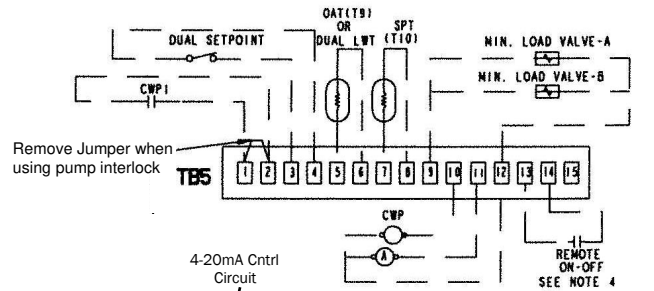 OAT(T9)
OR
DUAL LWT
SPT
(T10)
DUAL SETPOINT
MIN. LOAD VALVE-A
MIN. LOAD VALVE-B
CWP1
Remove Jumper when
using pump interlock
TB5
1 2 3 4 5 6 7 8 9 10 11 12 13 14 15
CWP
A
4-20mA Cntrl
Circuit
REMOTE
ON-OFF
SEE NOTE 4